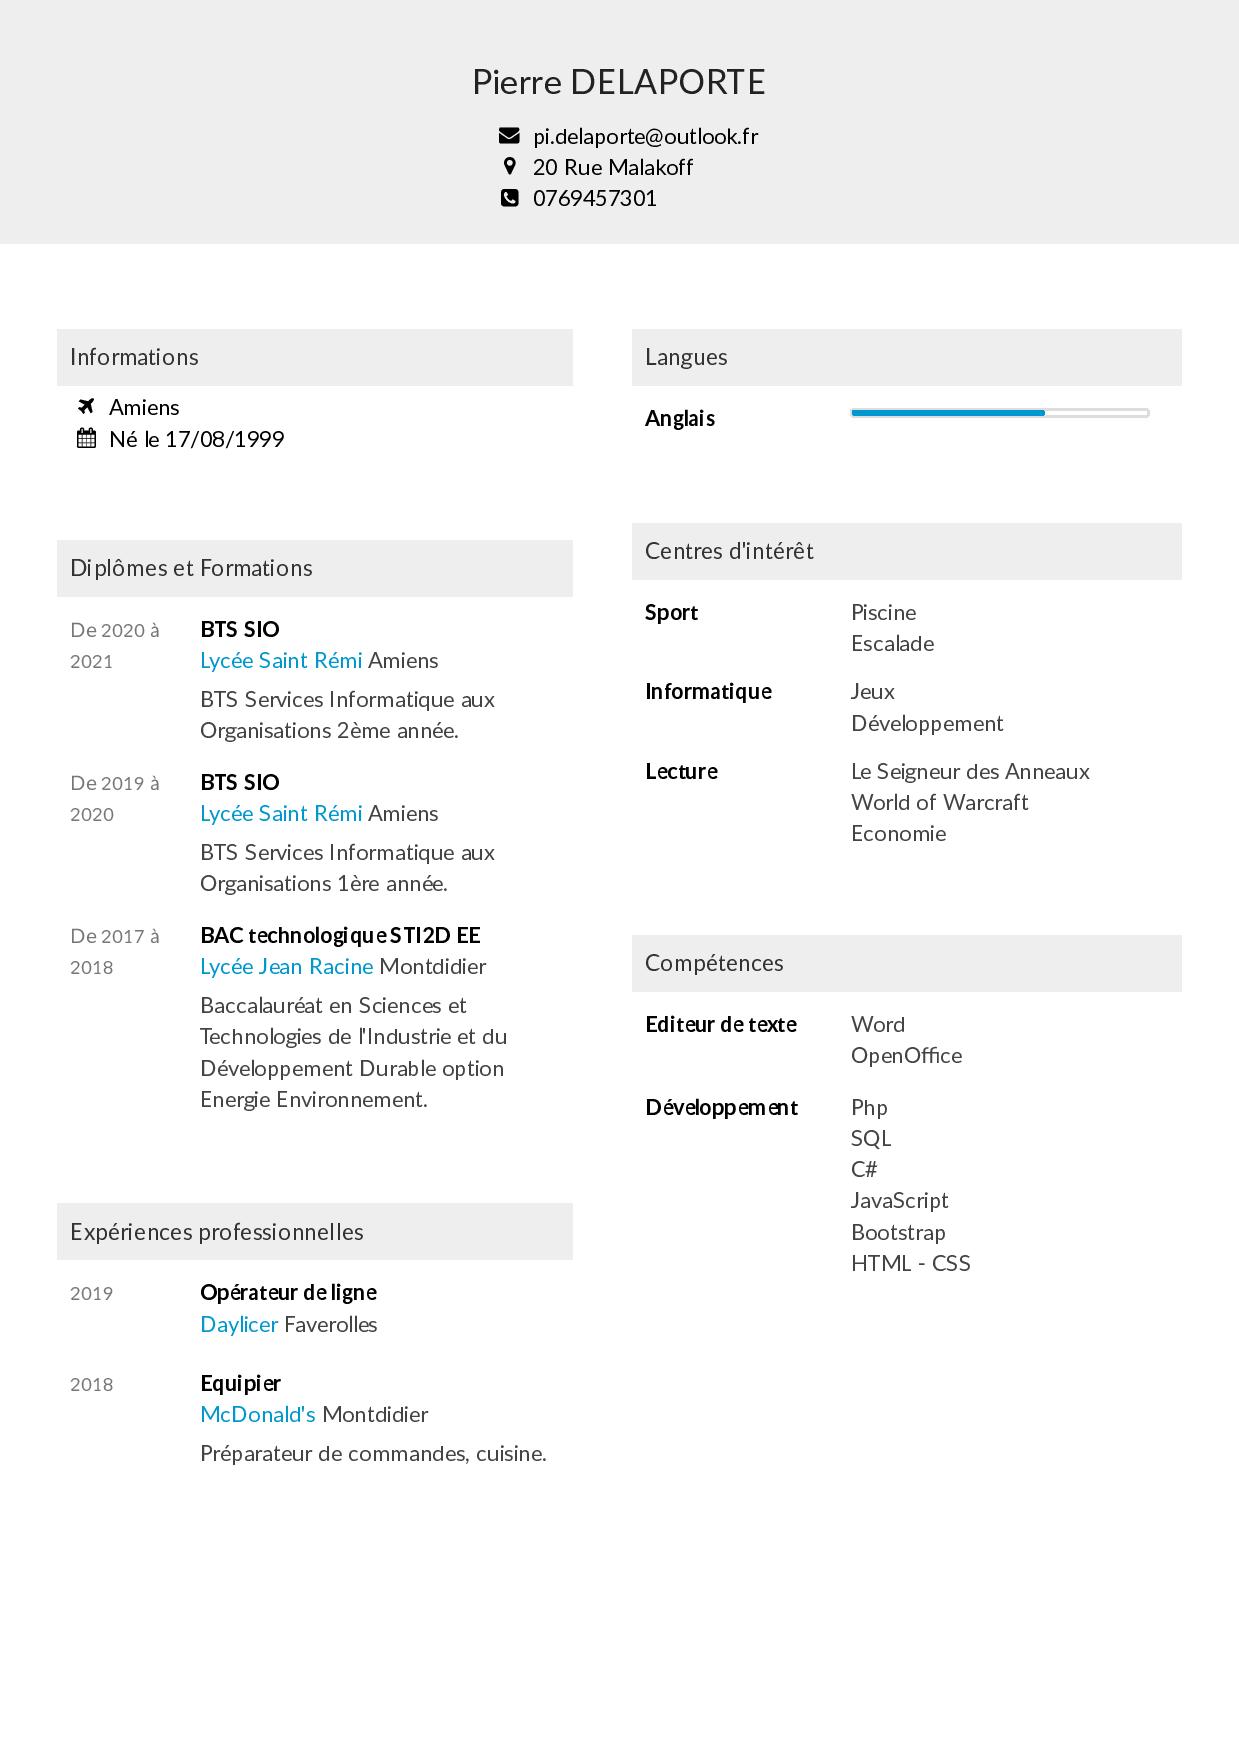 Pierre DELAPORTE
pi.delaporte@outlook.fr
20 Rue Malakoff
0769457301
Informations
Amiens
Né le 17/08/1999
Diplômes et Formations
De 2020 à
2021
BTS SIO
Lycée Saint Rémi Amiens
BTS Services Informatique aux
Organisations 2ème année.
De 2019 à
2020
BTS SIO
Lycée Saint Rémi Amiens
BTS Services Informatique aux
Organisations 1ère année.
De 2017 à
2018
BAC technologique STI2D EE
Lycée Jean Racine Montdidier
Baccalauréat en Sciences et
Technologies de l'Industrie et du
Développement Durable option
Energie Environnement.
Expériences professionnelles
2019
Opérateur de ligne
Daylicer Faverolles
2018
Equipier
McDonald's Montdidier
Préparateur de commandes, cuisine.
Langues
Anglais
Centres d'intérêt
Sport
Piscine
Escalade
Informatique
Jeux
Développement
Lecture
Le Seigneur des Anneaux
World of Warcraft
Economie
Compétences
Editeur de texte
Word
OpenOffice
Développement
Php
SQL
C#
JavaScript
Bootstrap
HTML - CSS